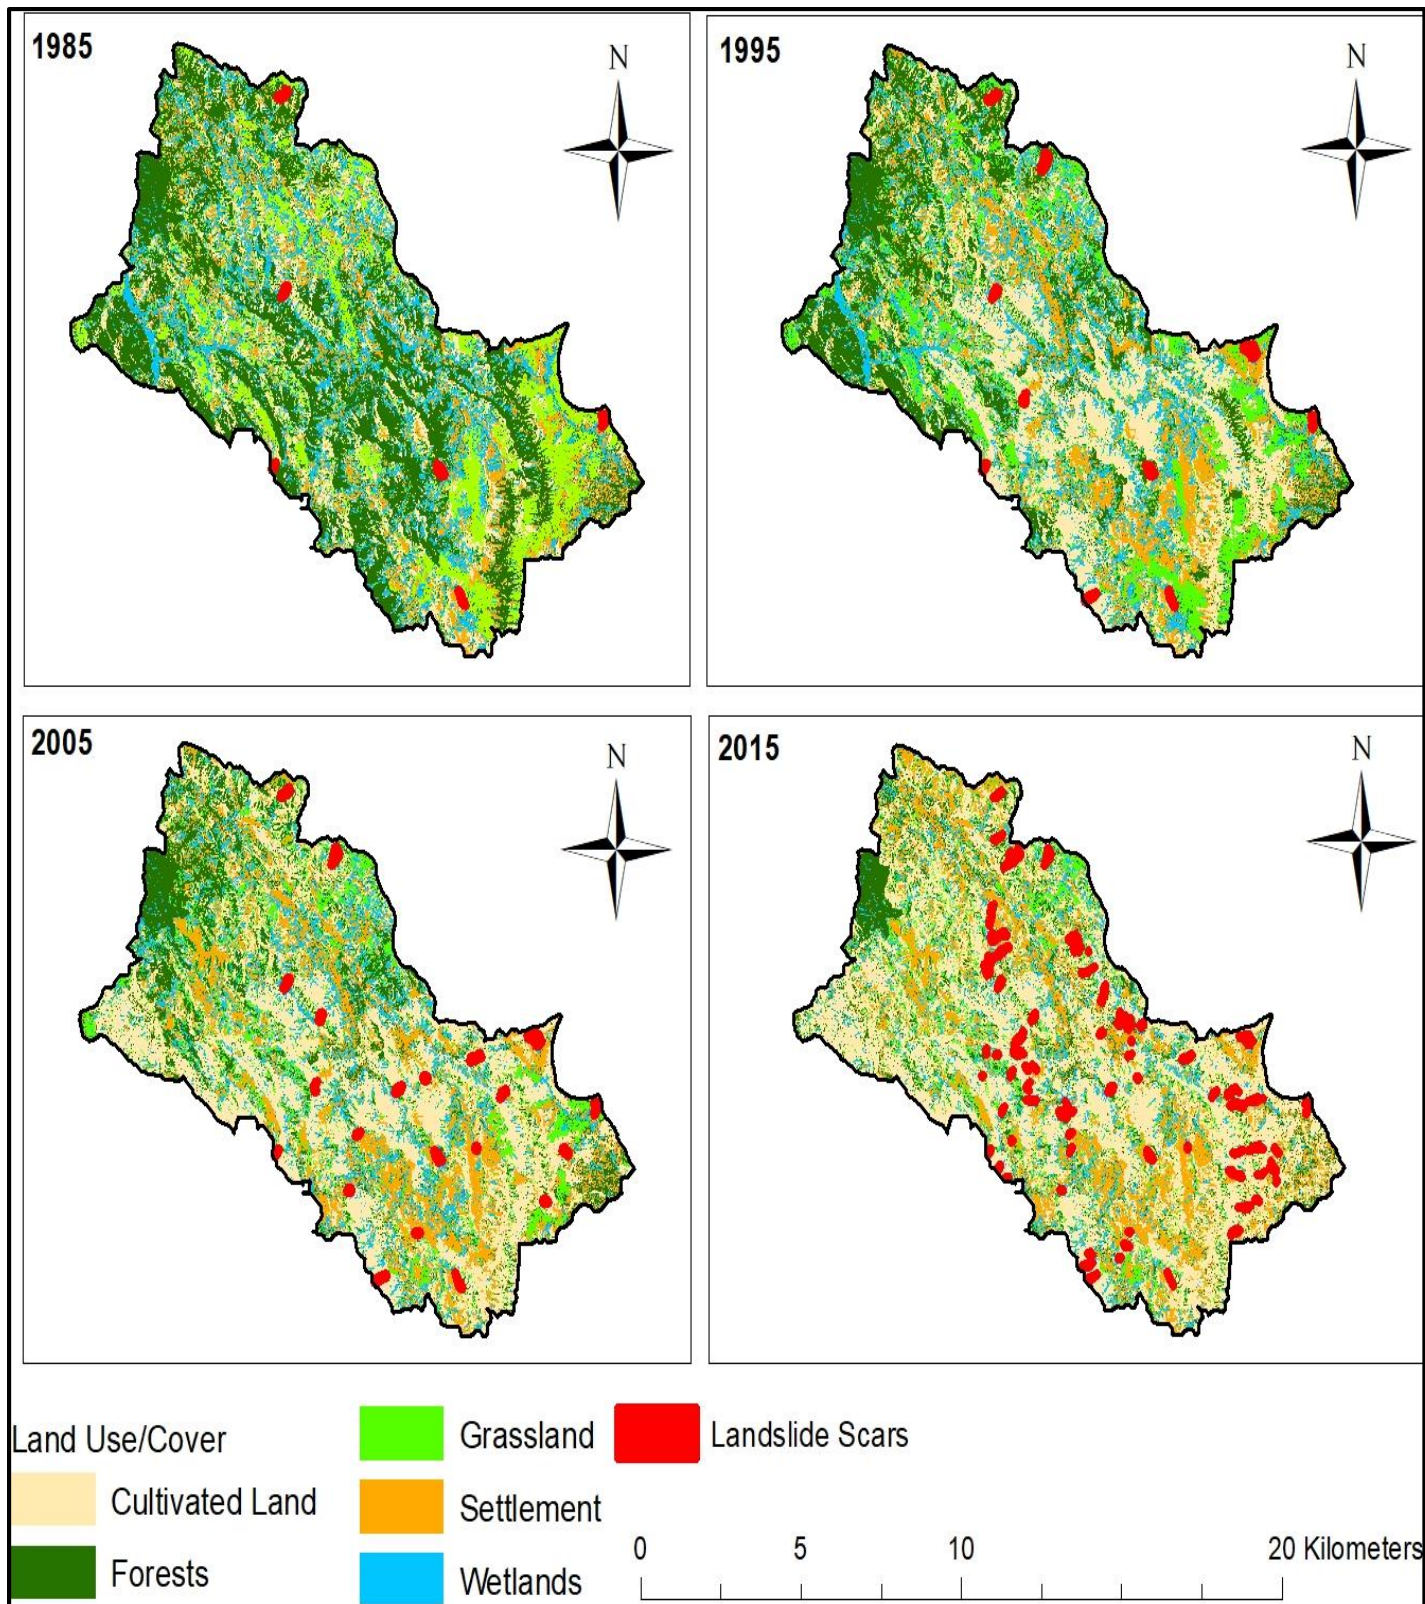 1985
N
1995
N
2005
N
2015
N
Land Use/Cover
Cultivated Land
Forests
Grassland
Settlement
Wetlands
Landslide Scars
0 5 10 20 Kilometers